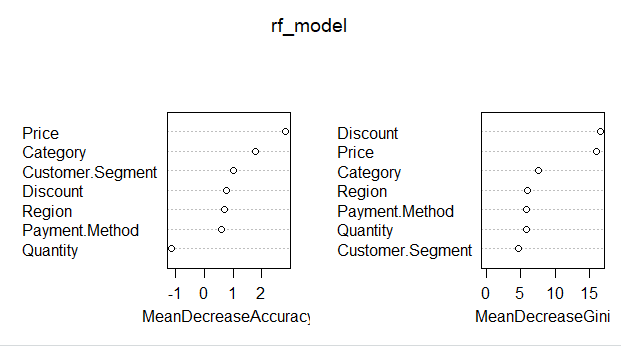 rf_model
Price
Category
Customer.Segment
Discount
Region
Payment.Method
Quantity
-1 0 1 2
MeanDecreaseAccuracy
Discount
Price
Category
Region
Payment.Method
Quantity
Customer.Segment
0 5 10 15
MeanDecreaseGini